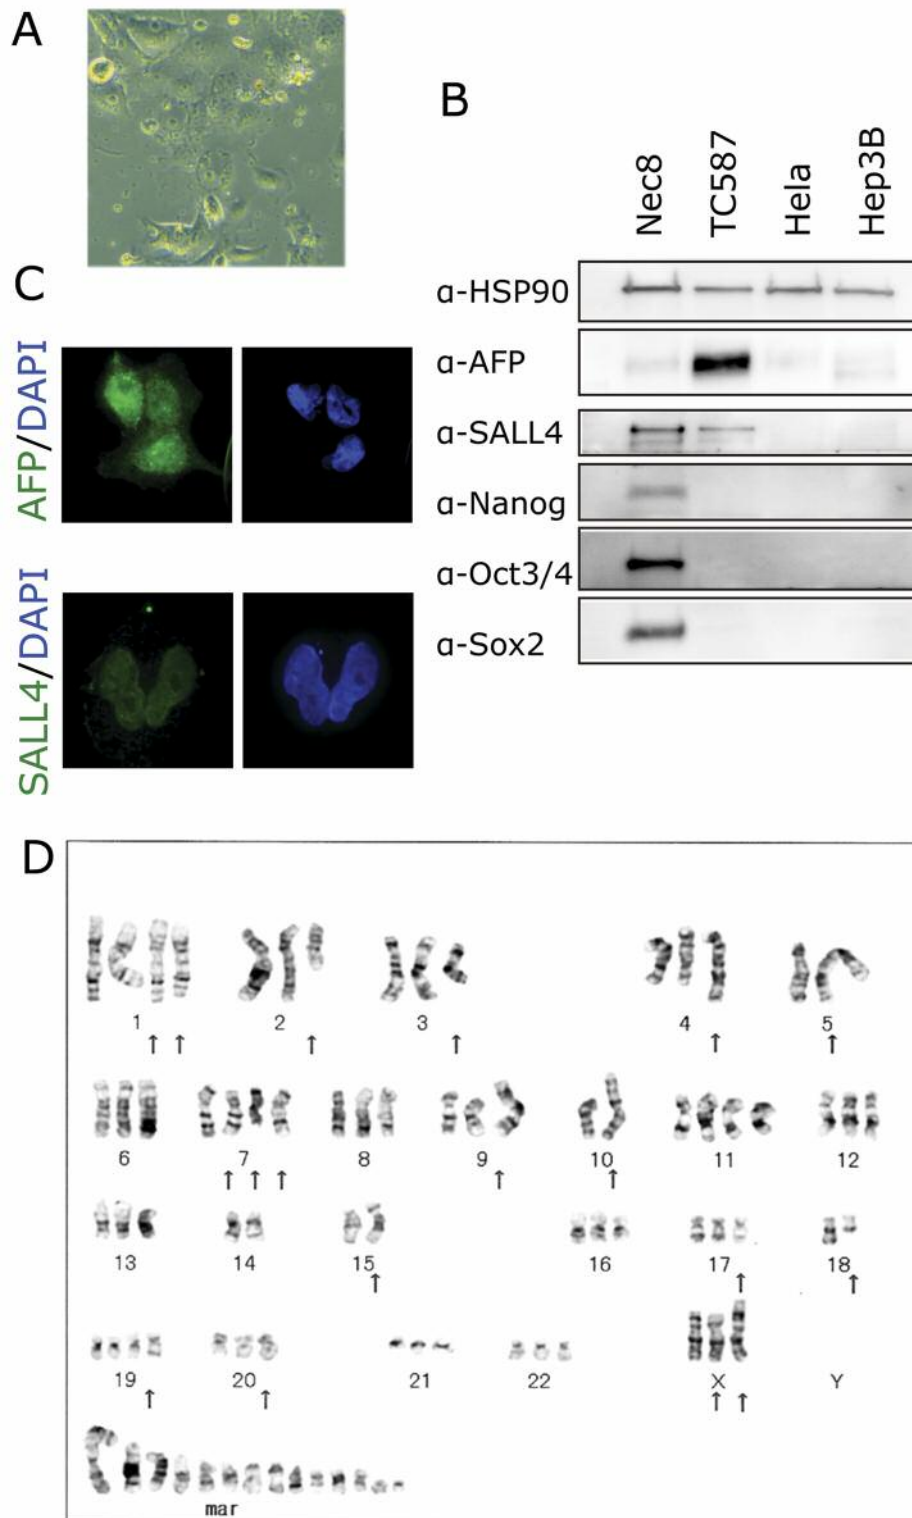 A
B
Nec8
TC587
Hela
Hep3B
α-HSP90
α-AFP
α-SALL4
α-Nanog
α-Oct3/4
α-Sox2
C
AFP/DAPI
SALL4/DAPI
D
1
2
3
4
5
6
7
8
9
10
11
12
13
14
15
16
17
18
19
20
21
22
X
Y
mar